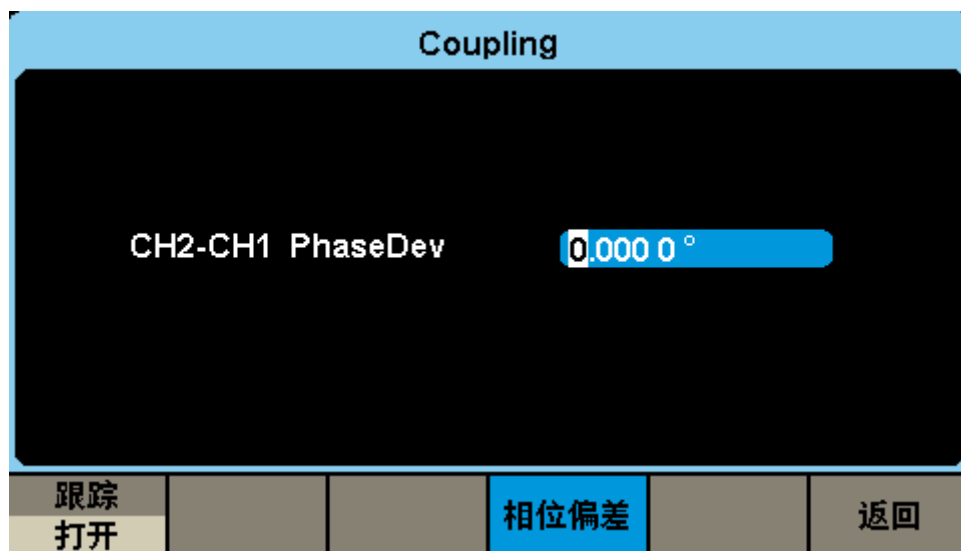 Coupling
CH2-CH1 PhaseDev 0.000 0 °
跟踪
打开
相位偏差
返回